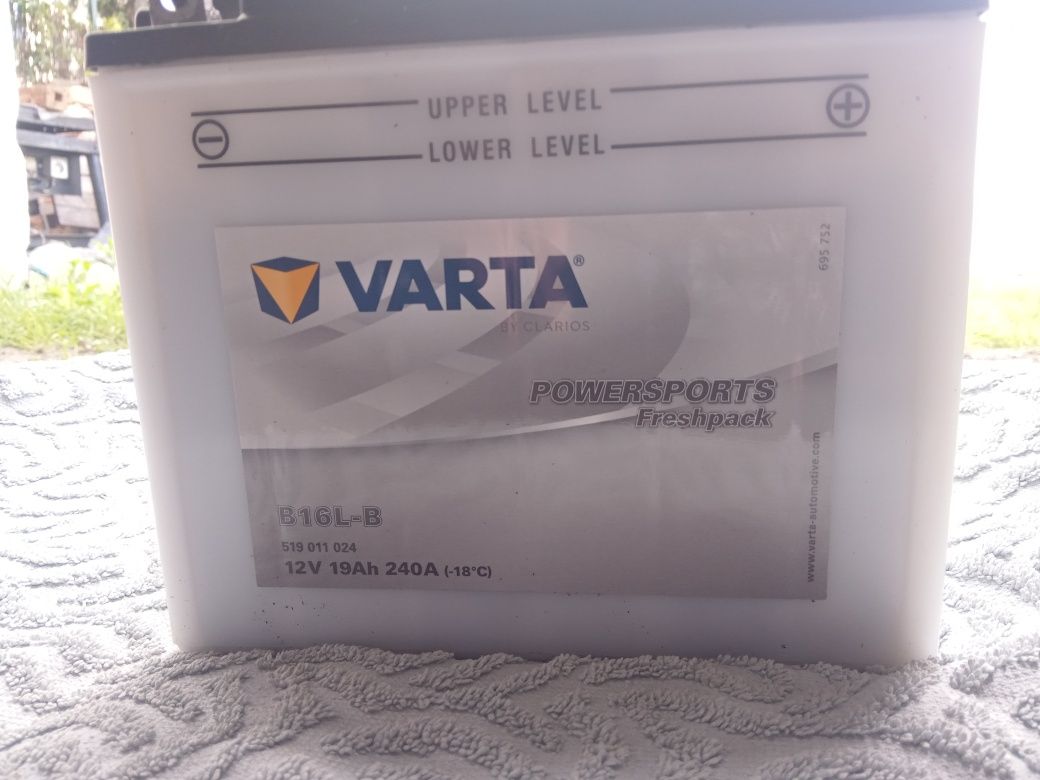 UPPER LEVEL
LOWER LEVEL
695 752
VARTA®
BY CLARIOS
POWERSPORTS
Freshpack
B16L-B
519 011 024
12V 19Ah 240A (-18°C)
www.varta-automotive.com